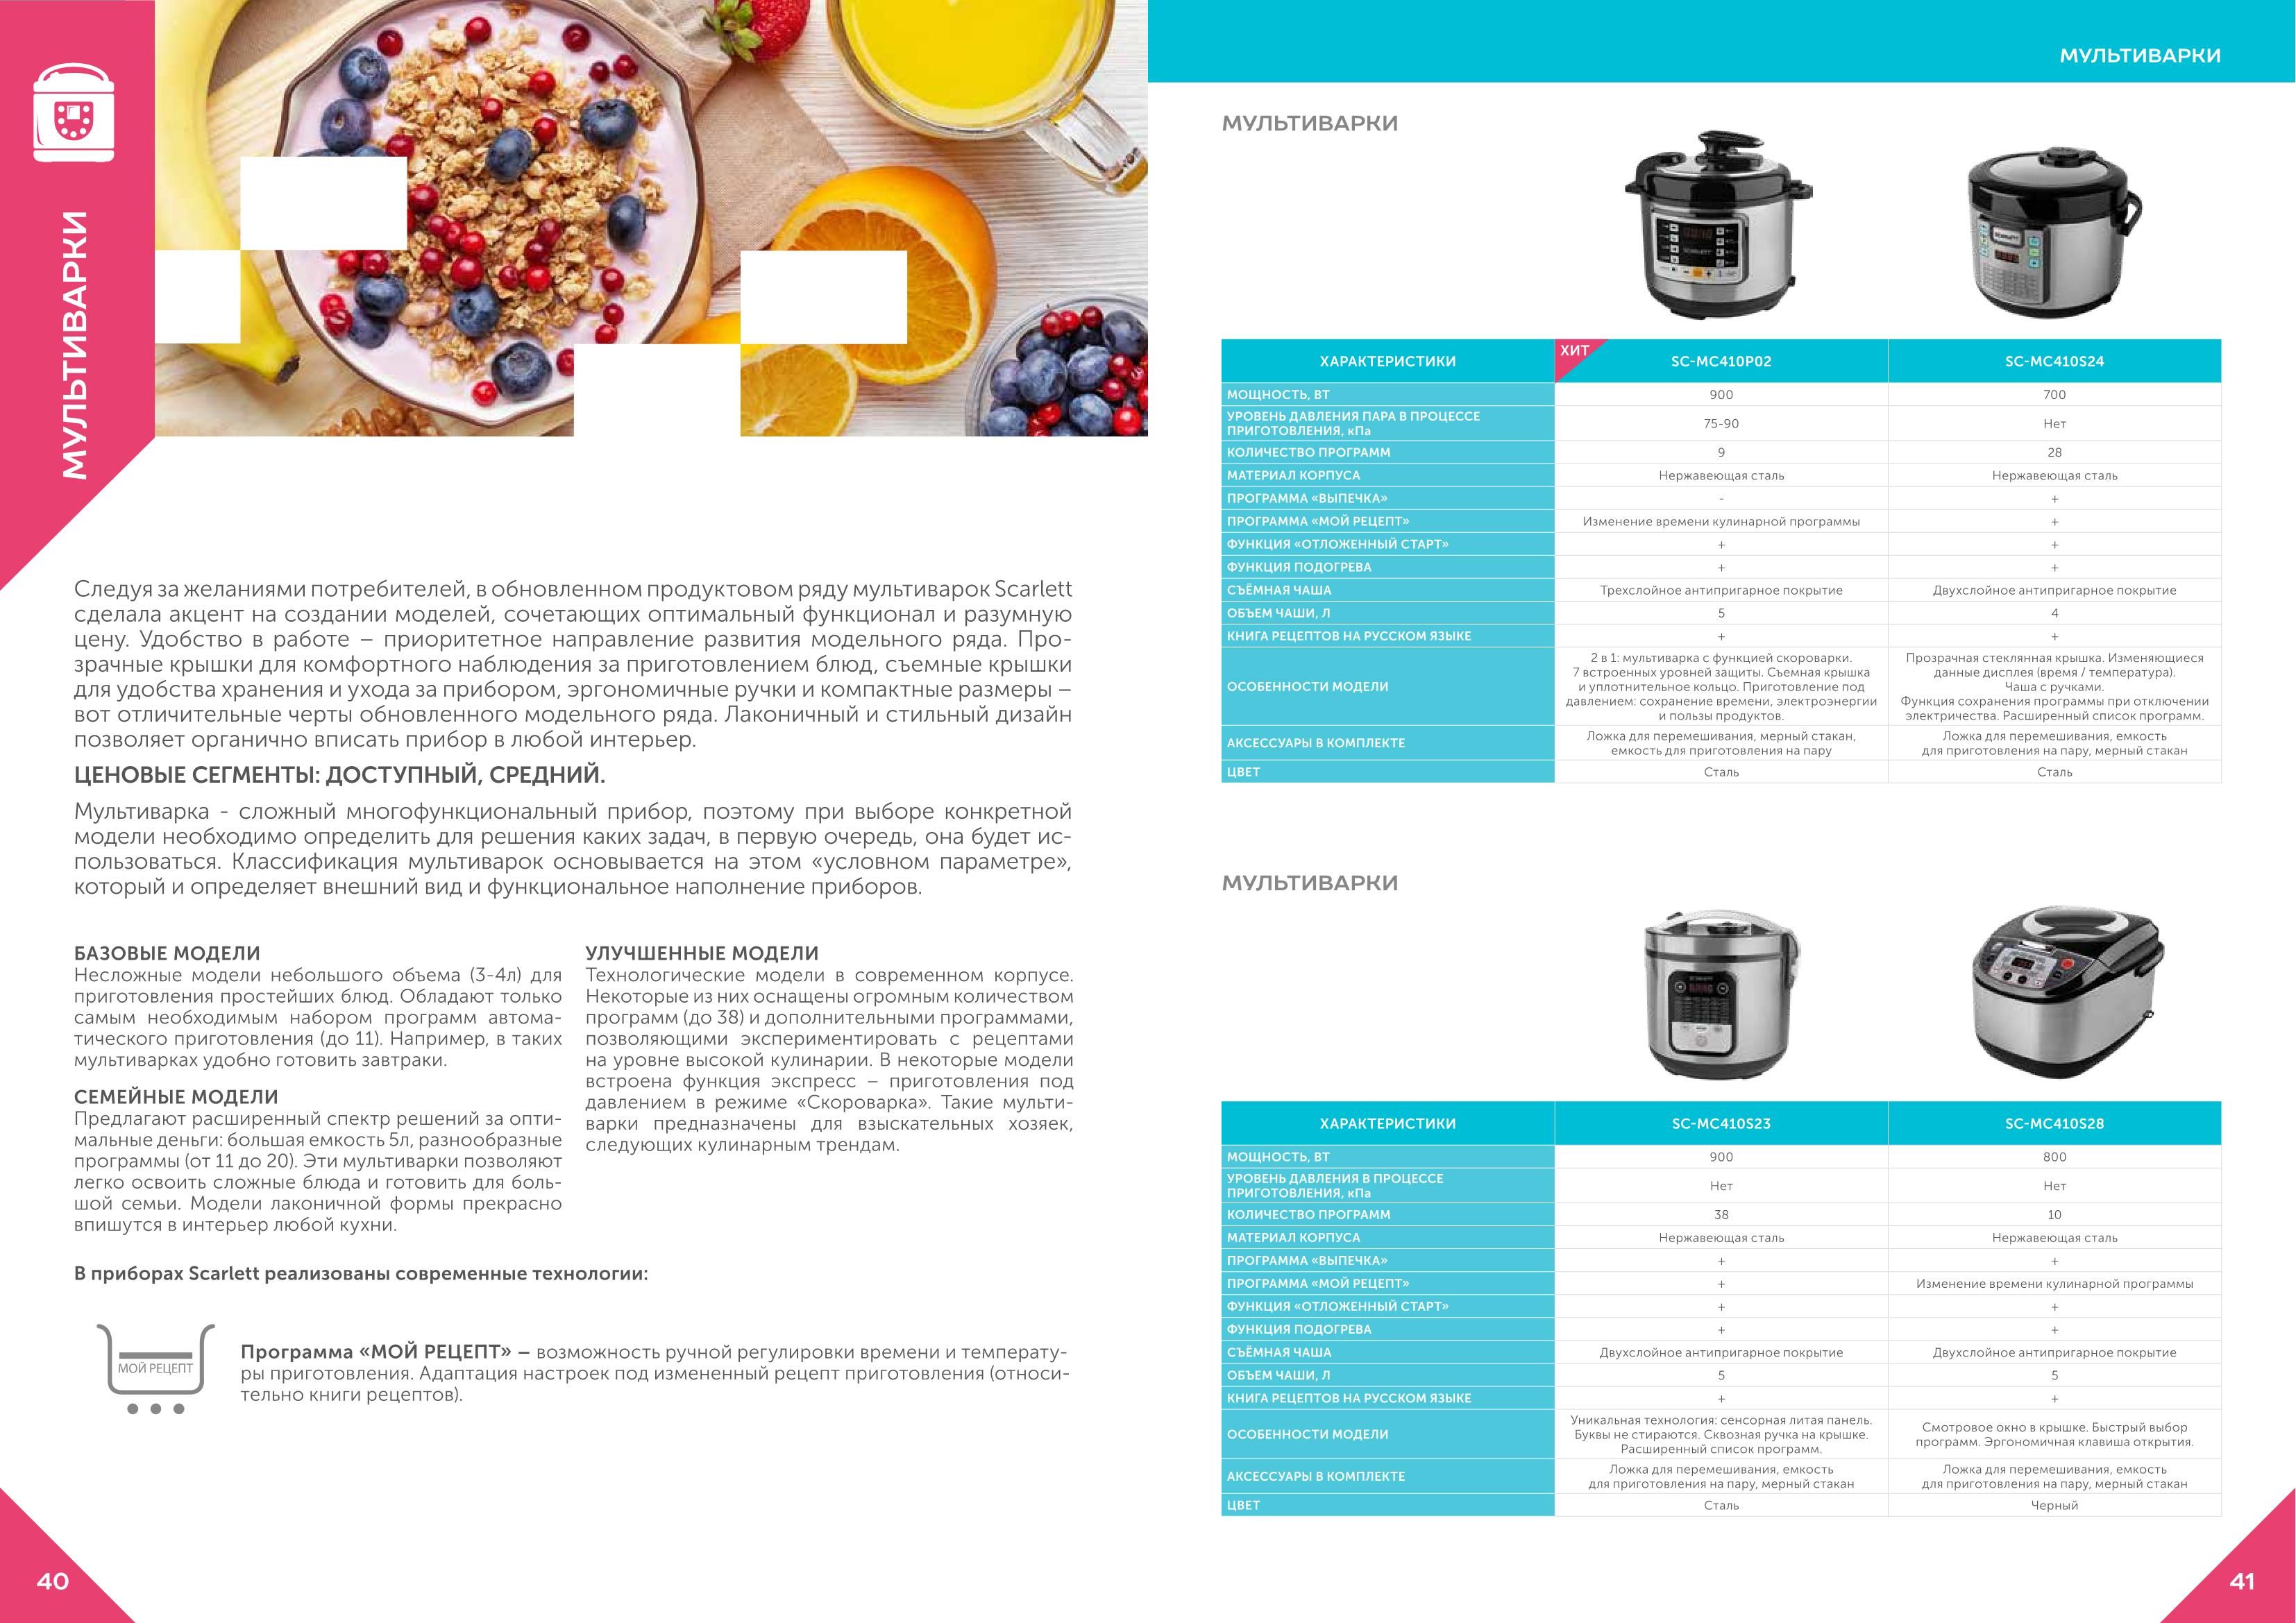 МУЛЬТИВАРКИ
Следуя за желаниями потребителей, в обновленном продуктовом ряду мультиварок Scarlett
сделала акцент на создании моделей, сочетающих оптимальный функционал и разумную
цену. Удобство в работе – приоритетное направление развития модельного ряда. Про-
зрачные крышки для комфортного наблюдения за приготовлением блюд, съемные крышки
для удобства хранения и ухода за прибором, эргономичные ручки и компактные размеры –
вот отличительные черты обновленного модельного ряда. Лаконичный и стильный дизайн
позволяет органично вписать прибор в любой интерьер.
ЦЕНОВЫЕ СЕГМЕНТЫ: ДОСТУПНЫЙ, СРЕДНИЙ.
Мультиварка - сложный многофункциональный прибор, поэтому при выборе конкретной
модели необходимо определить для решения каких задач, в первую очередь, она будет ис-
пользоваться. Классификация мультиварок основывается на этом «условном параметре»,
который и определяет внешний вид и функциональное наполнение приборов.
БАЗОВЫЕ МОДЕЛИ
Несложные модели небольшого объема (3-4л) для
приготовления простейших блюд. Обладают только
самым необходимым набором программ автома-
тического приготовления (до 11). Например, в таких
мультиварках удобно готовить завтраки.
СЕМЕЙНЫЕ МОДЕЛИ
Предлагают расширенный спектр решений за опти-
мальные деньги: большая емкость 5л, разнообразные
программы (от 11 до 20). Эти мультиварки позволяют
легко освоить сложные блюда и готовить для боль-
шой семьи. Модели лаконичной формы прекрасно
впишутся в интерьер любой кухни.
УЛУЧШЕННЫЕ МОДЕЛИ
Технологические модели в современном корпусе.
Некоторые из них оснащены огромным количеством
программ (до 38) и дополнительными программами,
позволяющими экспериментировать с рецептами
на уровне высокой кулинарии. В некоторые модели
встроена функция экспресс – приготовления под
давлением в режиме «Скороварка». Такие мульти-
варки предназначены для взыскательных хозяек,
следующих кулинарным трендам.
В приборах Scarlett реализованы современные технологии:
МОЙ РЕЦЕПТ
Программа «МОЙ РЕЦЕПТ» – возможность ручной регулировки времени и температу-
ры приготовления. Адаптация настроек под измененный рецепт приготовления (относи-
тельно книги рецептов).
40
МУЛЬТИВАРКИ
МУЛЬТИВАРКИ
ХАРАКТЕРИСТИКИ ХИТ SC-MC410P02 SC-MC410S24
МОЩНОСТЬ, ВТ 900 700
УРОВЕНЬ ДАВЛЕНИЯ ПАРА В ПРОЦЕССЕ
ПРИГОТОВЛЕНИЯ, кПа 75-90 Нет
КОЛИЧЕСТВО ПРОГРАММ 9 28
МАТЕРИАЛ КОРПУСА Нержавеющая сталь Нержавеющая сталь
ПРОГРАММА «ВЫПЕЧКА» - +
ПРОГРАММА «МОЙ РЕЦЕПТ» Изменение времени кулинарной программы +
ФУНКЦИЯ «ОТЛОЖЕННЫЙ СТАРТ» + +
ФУНКЦИЯ ПОДОГРЕВА + +
СЪЁМНАЯ ЧАША Трехслойное антипригарное покрытие Двухслойное антипригарное покрытие
ОБЪЕМ ЧАШИ, Л 5 4
КНИГА РЕЦЕПТОВ НА РУССКОМ ЯЗЫКЕ + +
ОСОБЕННОСТИ МОДЕЛИ
2 в 1: мультиварка с функцией скороварки.
7 встроенных уровней защиты. Съемная крышка
и уплотнительное кольцо. Приготовление под
давлением: сохранение времени, электроэнергии
и пользы продуктов.
Прозрачная стеклянная крышка. Изменяющиеся
данные дисплея (время / температура).
Чаша с ручками.
Функция сохранения программы при отключении
электричества. Расширенный список программ.
АКСЕССУАРЫ В КОМПЛЕКТЕ
Ложка для перемешивания, мерный стакан,
емкость для приготовления на пару
Ложка для перемешивания, емкость
для приготовления на пару, мерный стакан
ЦВЕТ Сталь Сталь
МУЛЬТИВАРКИ
ХАРАКТЕРИСТИКИ SC-MC410S23 SC-MC410S28
МОЩНОСТЬ, ВТ 900 800
УРОВЕНЬ ДАВЛЕНИЯ В ПРОЦЕССЕ
ПРИГОТОВЛЕНИЯ, кПа Нет Нет
КОЛИЧЕСТВО ПРОГРАММ 38 10
МАТЕРИАЛ КОРПУСА Нержавеющая сталь Нержавеющая сталь
ПРОГРАММА «ВЫПЕЧКА» + +
ПРОГРАММА «МОЙ РЕЦЕПТ» + Изменение времени кулинарной программы
ФУНКЦИЯ «ОТЛОЖЕННЫЙ СТАРТ» + +
ФУНКЦИЯ ПОДОГРЕВА + +
СЪЁМНАЯ ЧАША Двухслойное антипригарное покрытие Двухслойное антипригарное покрытие
ОБЪЕМ ЧАШИ, Л 5 5
КНИГА РЕЦЕПТОВ НА РУССКОМ ЯЗЫКЕ + +
ОСОБЕННОСТИ МОДЕЛИ
Уникальная технология: сенсорная литая панель.
Буквы не стираются. Сквозная ручка на крышке.
Расширенный список программ.
Смотровое окно в крышке. Быстрый выбор
программ. Эргономичная клавиша открытия.
АКСЕССУАРЫ В КОМПЛЕКТЕ
Ложка для перемешивания, емкость
для приготовления на пару, мерный стакан
Ложка для перемешивания, емкость
для приготовления на пару, мерный стакан
ЦВЕТ Сталь Черный
41